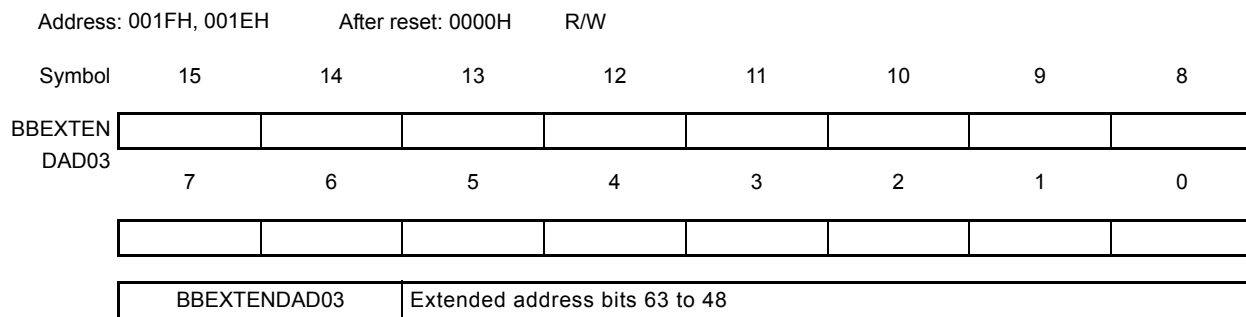 Address: 001FH, 001EH After reset: 0000H R/W
Symbol 15 14 13 12 11 10 9 8
BBEXTEN
DAD03
7 6 5 4 3 2 1 0
BBEXTENDAD03 Extended address bits 63 to 48